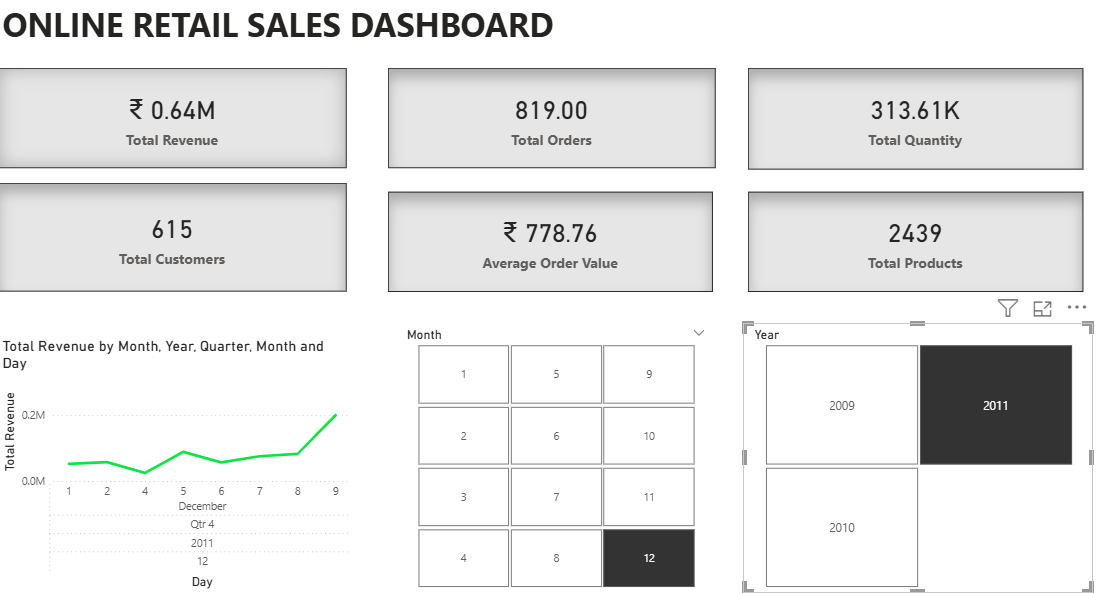 ONLINE RETAIL SALES DASHBOARD
₹ 0.64M
Total Revenue
819.00
Total Orders
313.61K
Total Quantity
615
Total Customers
₹ 778.76
Average Order Value
2439
Total Products
Total Revenue by Month, Year, Quarter, Month and
Day
Total Revenue
0.2M
0.0M
1 2 4 5 6 7 8 9
December
Qtr 4
2011
12
Day
Month
1 5 9
2 6 10
3 7 11
4 8 12
Year
2009 2011
2010